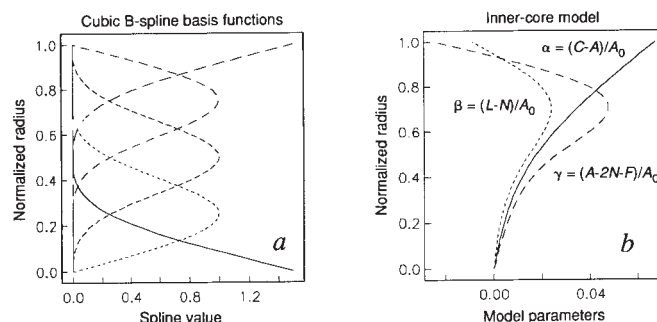 Cubic B-spline basis functions
Normalized radius
1.0
0.8
0.6
0.4
0.2
0.0
a
0.0 0.4 0.8 1.2
Spline value
Inner-core model
Normalized radius
1.0
0.8
0.6
0.4
0.2
0.0
α = (C-A)/A0
β = (L-N)/A0
γ = (A-2N-F)/A0
b
0.00 0.04
Model parameters